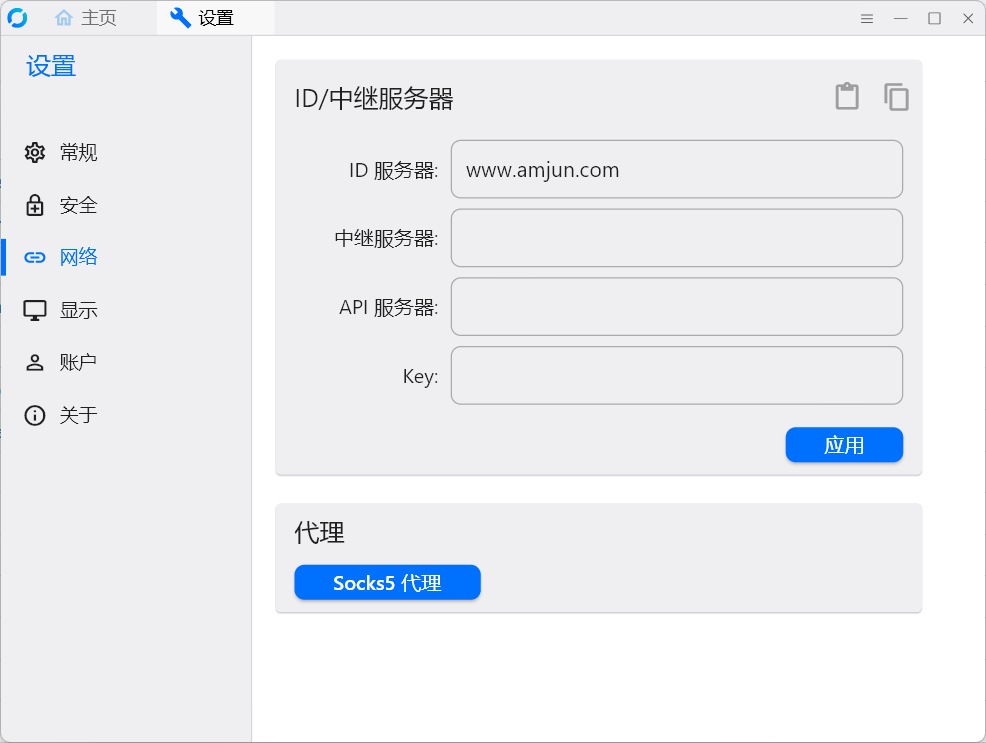 主页
设置
设置
常规
安全
网络
显示
账户
关于
ID/中继服务器
ID 服务器: www.amjun.com
中继服务器:
API 服务器:
Key:
应用
代理
Socks5 代理